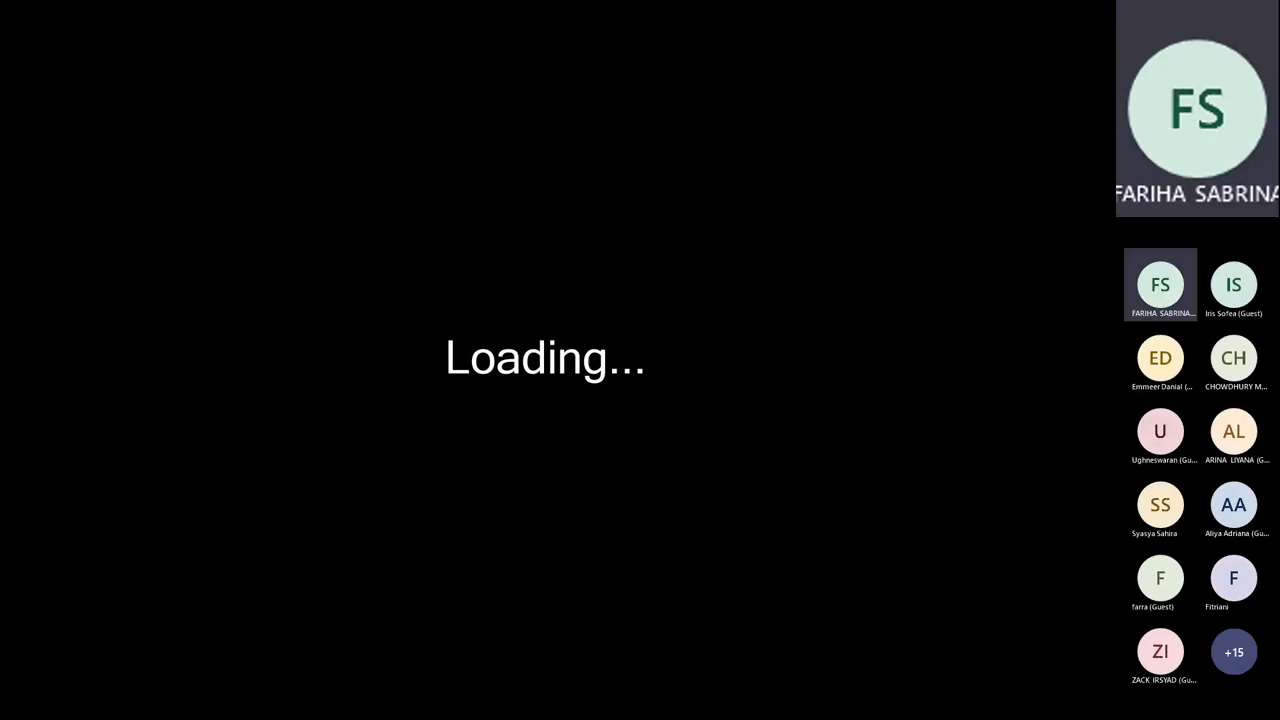 FS
FARIHA SABRINA
Loading...
FS
IS
FARIHA SABRINA...
Iris Sofea (Guest)
ED
CH
Emmeer Danial (...
CHOWDHURY M...
U
AL
Ughneswaran (Gu...
ARINA LIYANA (G...
SS
AA
Syasya Sahira
Aliya Adriana (Gu...
F
F
farra (Guest)
Fitriani
ZI
+15
ZACK IRSYAD (Gu...